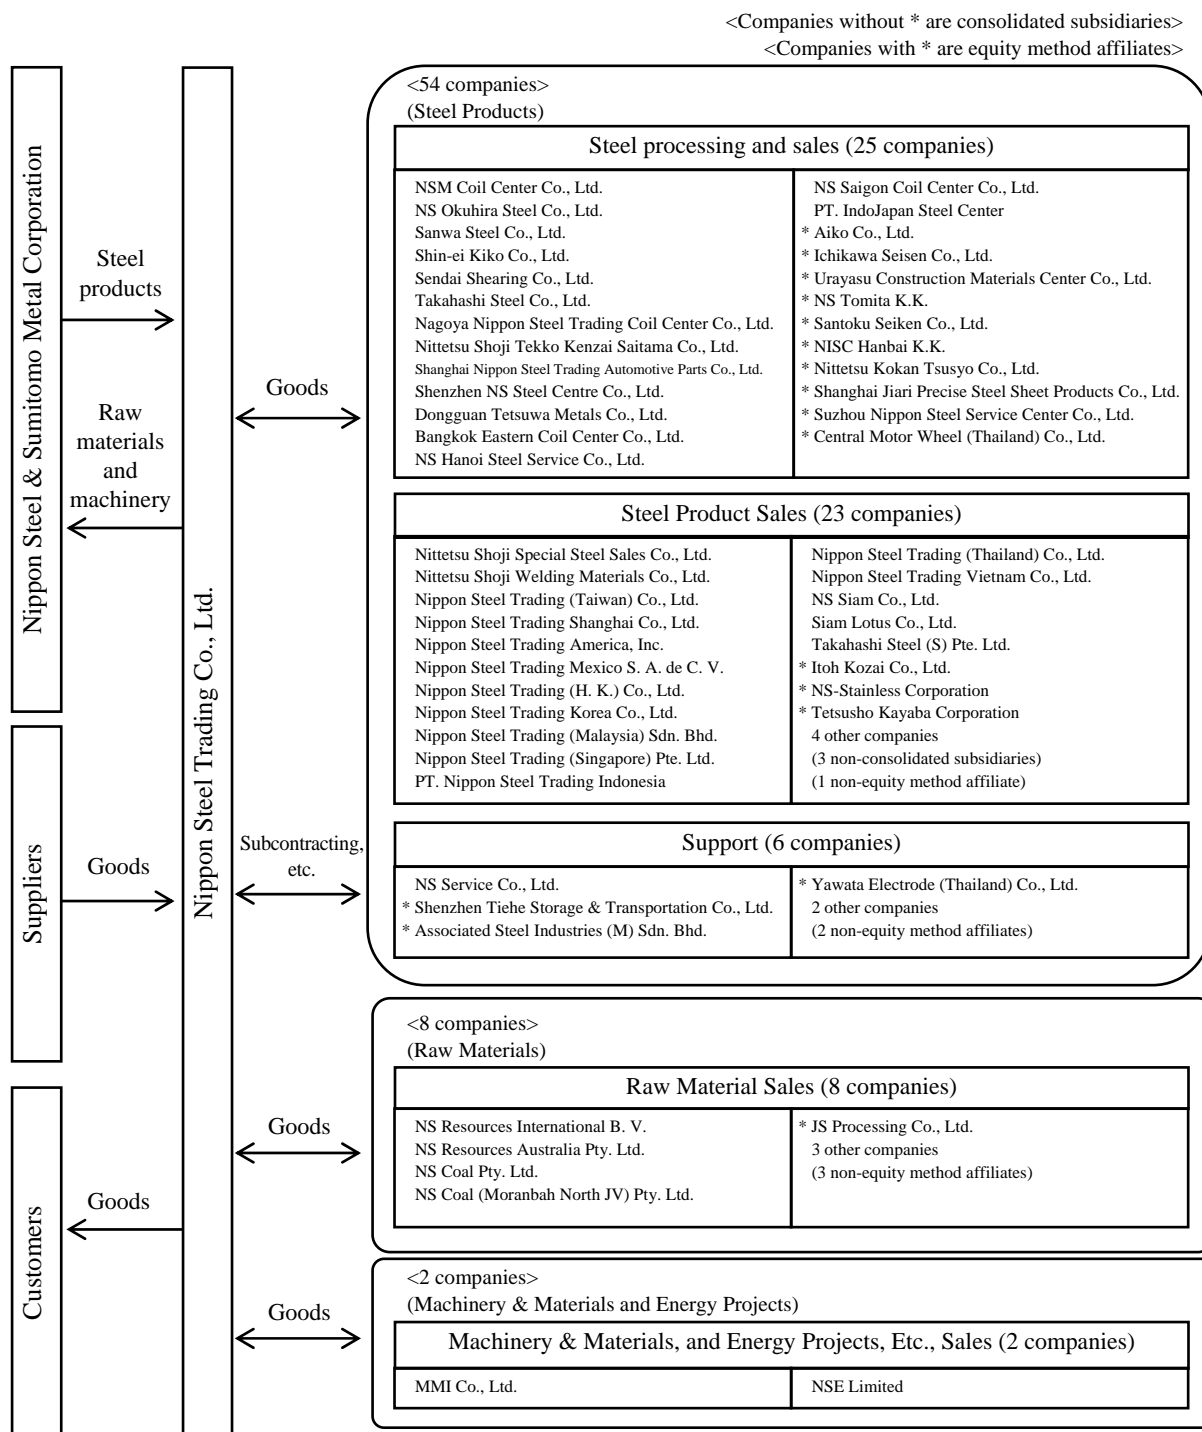 <Companies without * are consolidated subsidiaries>
<Companies with * are equity method affiliates>
Nippon Steel & Sumitomo Metal Corporation
Steel
products
Raw
materials
and
machinery
Suppliers
Goods
Customers
Goods
Nippon Steel Trading Co., Ltd.
Goods
Subcontracting,
etc.
Goods
Goods
<54 companies>
(Steel Products)
Steel processing and sales (25 companies)
NSM Coil Center Co., Ltd.
NS Okuhira Steel Co., Ltd.
Sanwa Steel Co., Ltd.
Shin-ei Kiko Co., Ltd.
Sendai Shearing Co., Ltd.
Takahashi Steel Co., Ltd.
Nagoya Nippon Steel Trading Coil Center Co., Ltd.
Nittetsu Shoji Tekko Kenzai Saitama Co., Ltd.
Shanghai Nippon Steel Trading Automotive Parts Co., Ltd.
Shenzhen NS Steel Centre Co., Ltd.
Dongguan Tetsuwa Metals Co., Ltd.
Bangkok Eastern Coil Center Co., Ltd.
NS Hanoi Steel Service Co., Ltd.
NS Saigon Coil Center Co., Ltd.
PT. IndoJapan Steel Center
* Aiko Co., Ltd.
* Ichikawa Seisen Co., Ltd.
* Urayasu Construction Materials Center Co., Ltd.
* NS Tomita K.K.
* Santoku Seiken Co., Ltd.
* NISC Hanbai K.K.
* Nittetsu Kokan Tsusyo Co., Ltd.
* Shanghai Jiari Precise Steel Sheet Products Co., Ltd.
* Suzhou Nippon Steel Service Center Co., Ltd.
* Central Motor Wheel (Thailand) Co., Ltd.
Steel Product Sales (23 companies)
Nittetsu Shoji Special Steel Sales Co., Ltd.
Nittetsu Shoji Welding Materials Co., Ltd.
Nippon Steel Trading (Taiwan) Co., Ltd.
Nippon Steel Trading Shanghai Co., Ltd.
Nippon Steel Trading America, Inc.
Nippon Steel Trading Mexico S. A. de C. V.
Nippon Steel Trading (H. K.) Co., Ltd.
Nippon Steel Trading Korea Co., Ltd.
Nippon Steel Trading (Malaysia) Sdn. Bhd.
Nippon Steel Trading (Singapore) Pte. Ltd.
PT. Nippon Steel Trading Indonesia
Nippon Steel Trading (Thailand) Co., Ltd.
Nippon Steel Trading Vietnam Co., Ltd.
NS Siam Co., Ltd.
Siam Lotus Co., Ltd.
Takahashi Steel (S) Pte. Ltd.
* Itoh Kozai Co., Ltd.
* NS-Stainless Corporation
* Tetsusho Kayaba Corporation
4 other companies
(3 non-consolidated subsidiaries)
(1 non-equity method affiliate)
Support (6 companies)
NS Service Co., Ltd.
* Shenzhen Tiehe Storage & Transportation Co., Ltd.
* Associated Steel Industries (M) Sdn. Bhd.
* Yawata Electrode (Thailand) Co., Ltd.
2 other companies
(2 non-equity method affiliates)
<8 companies>
(Raw Materials)
Raw Material Sales (8 companies)
NS Resources International B. V.
NS Resources Australia Pty. Ltd.
NS Coal Pty. Ltd.
NS Coal (Moranbah North JV) Pty. Ltd.
* JS Processing Co., Ltd.
3 other companies
(3 non-equity method affiliates)
<2 companies>
(Machinery & Materials and Energy Projects)
Machinery & Materials, and Energy Projects, Etc., Sales (2 companies)
MMI Co., Ltd.
NSE Limited